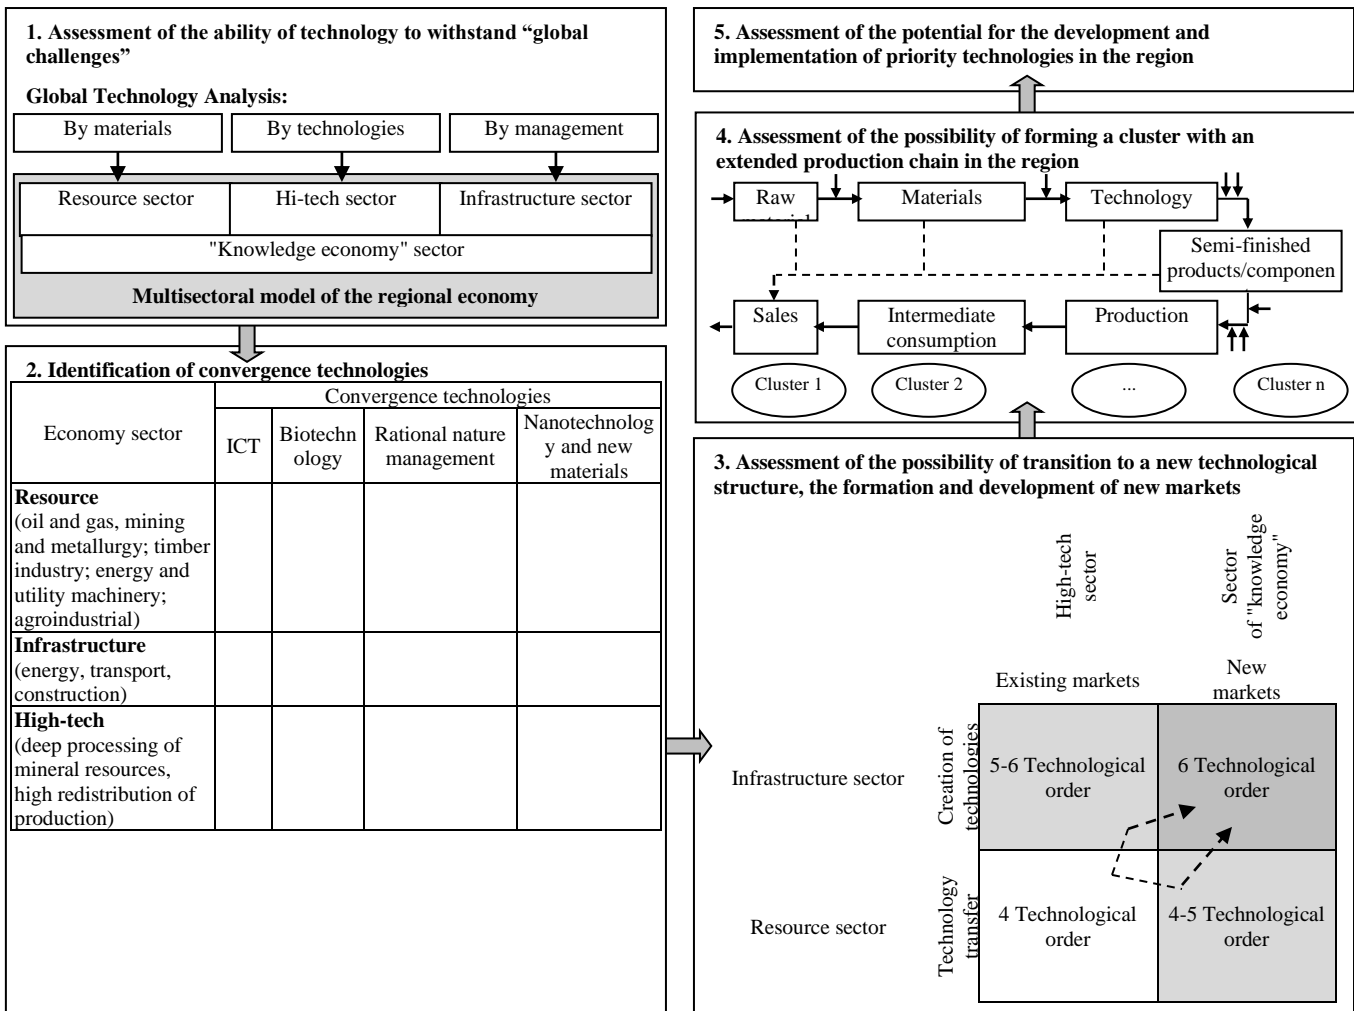 1. Assessment of the ability of technology to withstand “global
challenges”
Global Technology Analysis:
By materials
By technologies
By management
Resource sector
Hi-tech sector
Infrastructure sector
"Knowledge economy" sector
Multisectoral model of the regional economy
2. Identification of convergence technologies
Economy sector
Convergence technologies
ICT
Biotechn
ology
Rational nature
management
Nanotechnolog
y and new
materials
Resource
(oil and gas, mining
and metallurgy; timber
industry; energy and
utility machinery;
agroindustrial)
Infrastructure
(energy, transport,
construction)
High-tech
(deep processing of
mineral resources,
high redistribution of
production)
5. Assessment of the potential for the development and
implementation of priority technologies in the region
4. Assessment of the possibility of forming a cluster with an
extended production chain in the region
Raw
Materials
Technology
Semi-finished
products/componen
Sales
Intermediate
consumption
Production
Cluster 1
Cluster 2
...
Cluster n
3. Assessment of the possibility of transition to a new technological
structure, the formation and development of new markets
High-tech
sector
Sector
of "knowledge
economy"
Existing markets
New
markets
Infrastructure sector
Creation of
technologies
5-6 Technological
order
6 Technological
order
Resource sector
Technology
transfer
4 Technological
order
4-5 Technological
order